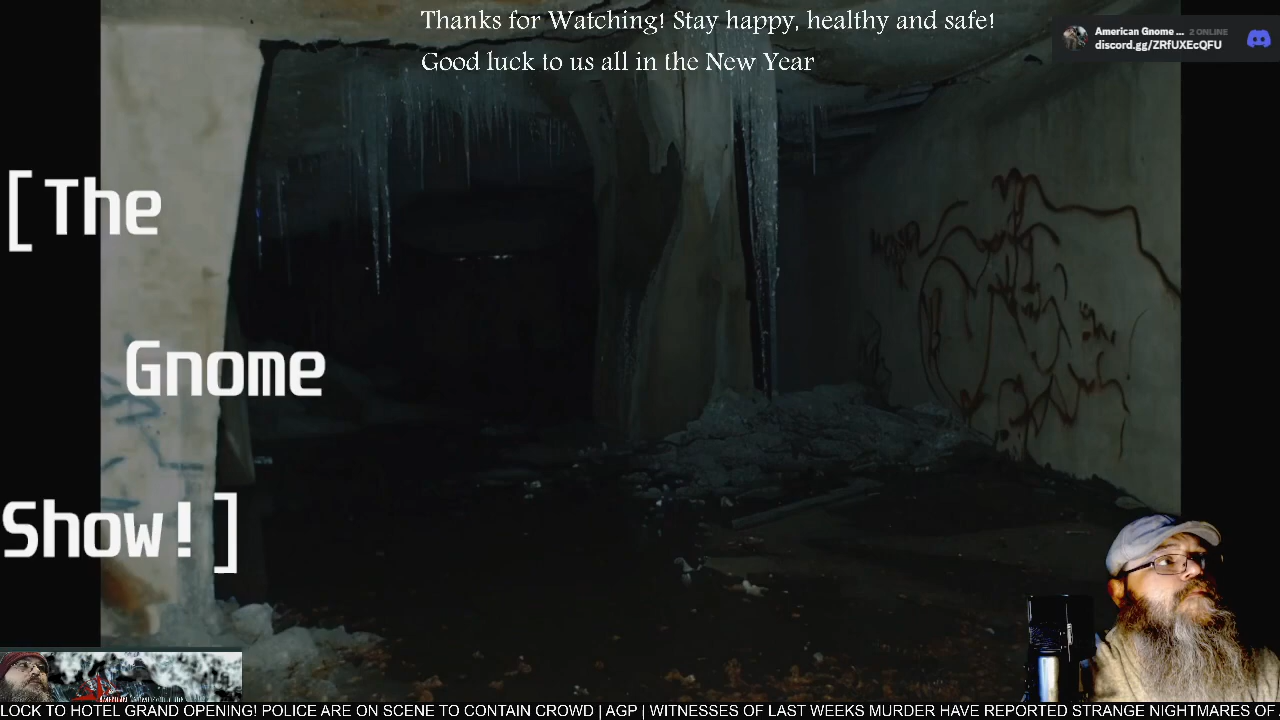 Thanks for Watching! Stay happy, healthy and safe!
Good luck to us all in the New Year
American Gnome ... 2 ONLINE
discord.gg/ZRfUXEcQFU
[The
Gnome
Show!]
LOCK TO HOTEL GRAND OPENING! POLICE ARE ON SCENE TO CONTAIN CROWD | AGP | WITNESSES OF LAST WEEKS MURDER HAVE REPORTED STRANGE NIGHTMARES OF